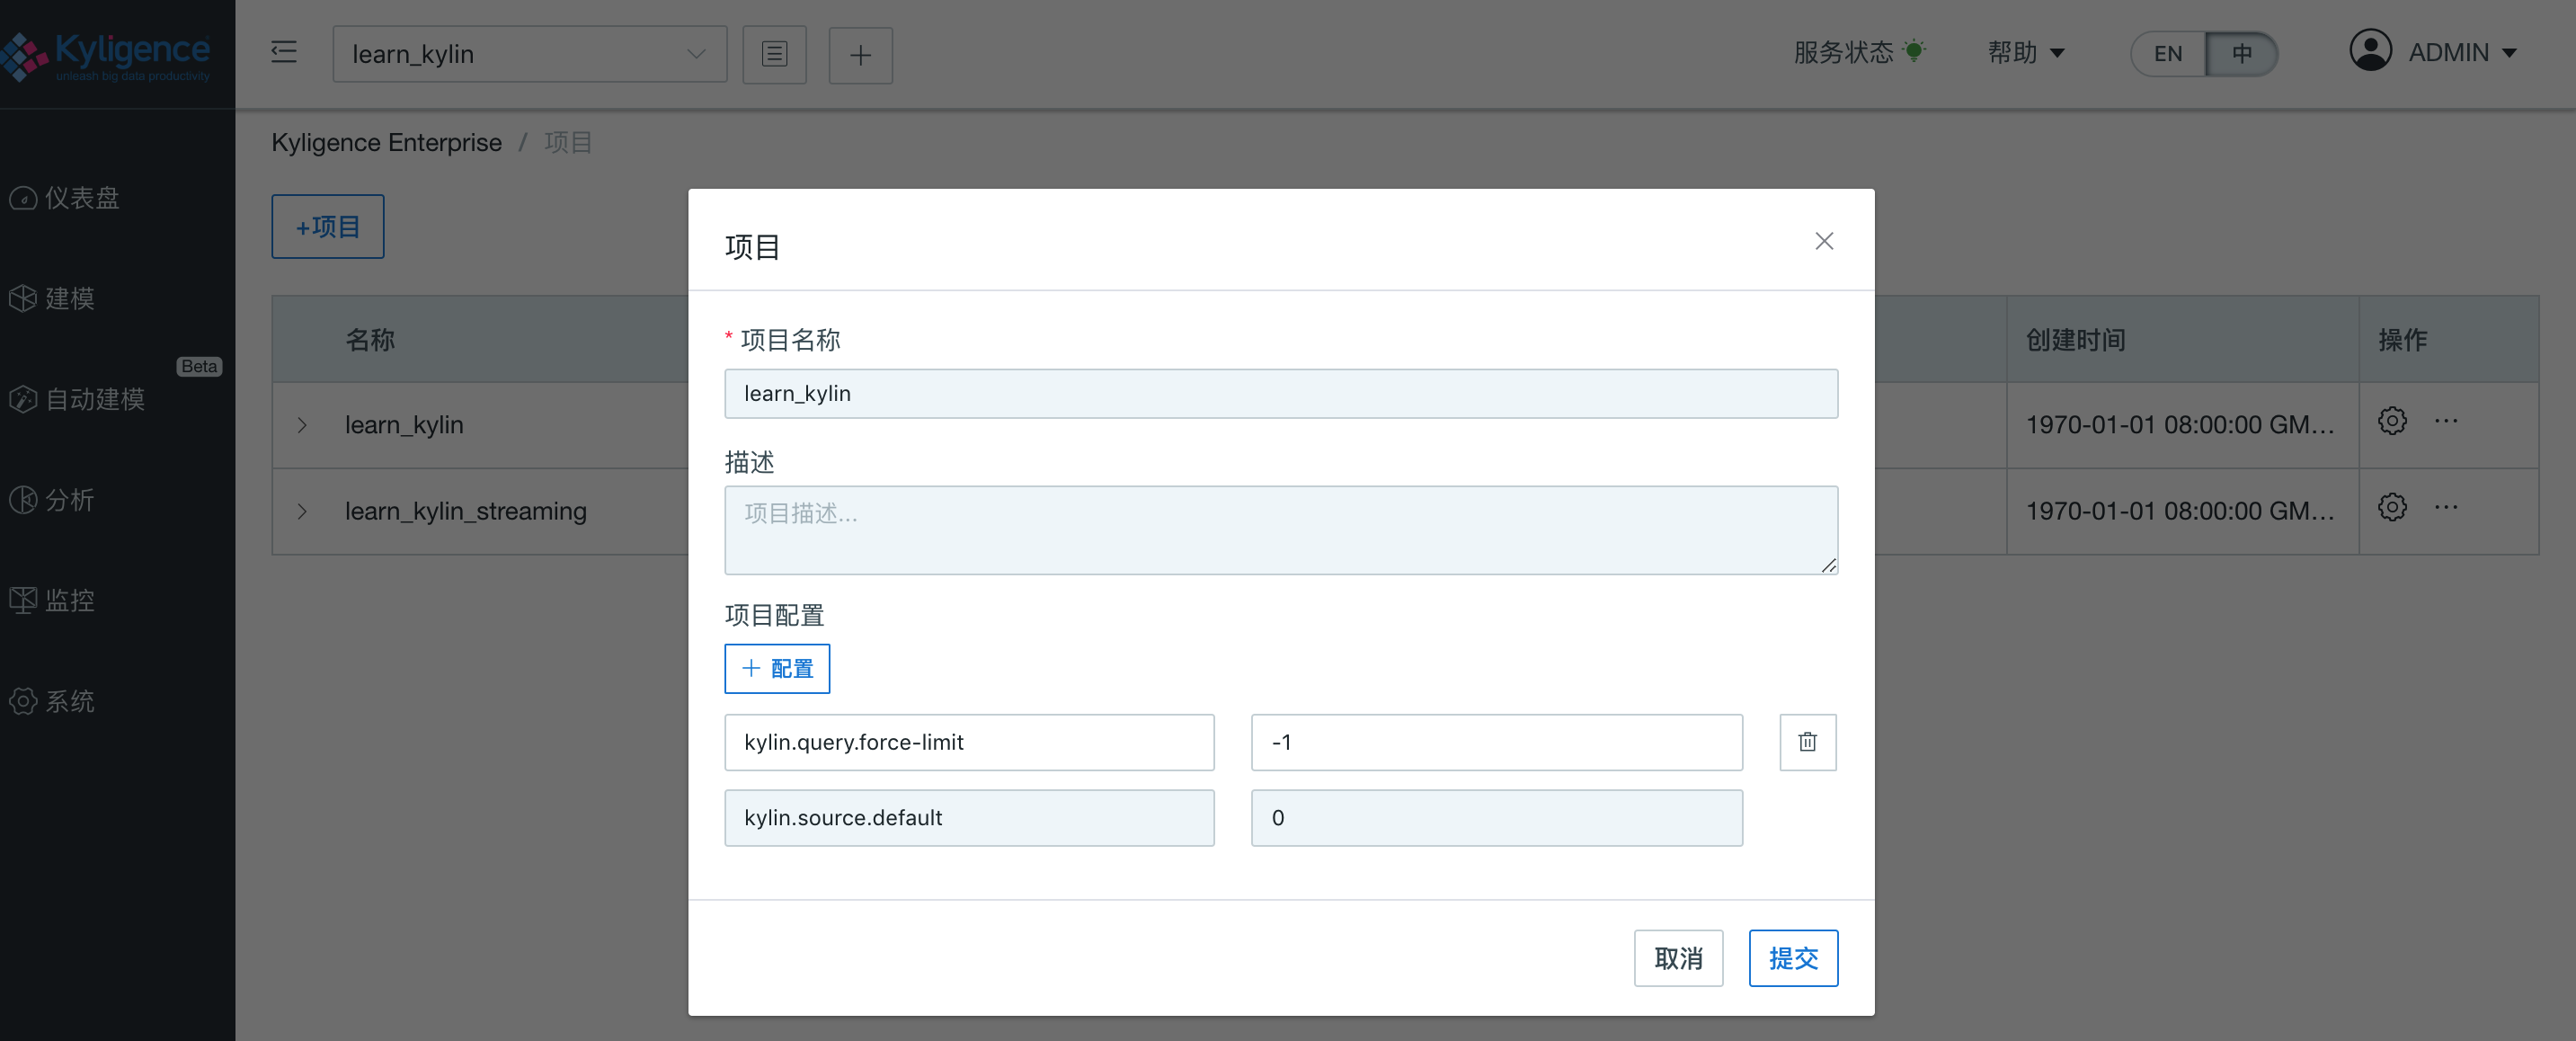 Kyligence
unleash big data productivity
learn_kylin
服务状态
帮助
EN
中
ADMIN
仪表盘
建模
Beta
自动建模
分析
监控
系统
Kyligence Enterprise / 项目
+项目
名称
创建时间
操作
learn_kylin
1970-01-01 08:00:00 GM...
learn_kylin_streaming
1970-01-01 08:00:00 GM...
项目
* 项目名称
learn_kylin
描述
项目描述...
项目配置
+ 配置
kylin.query.force-limit
-1
kylin.source.default
0
取消
提交